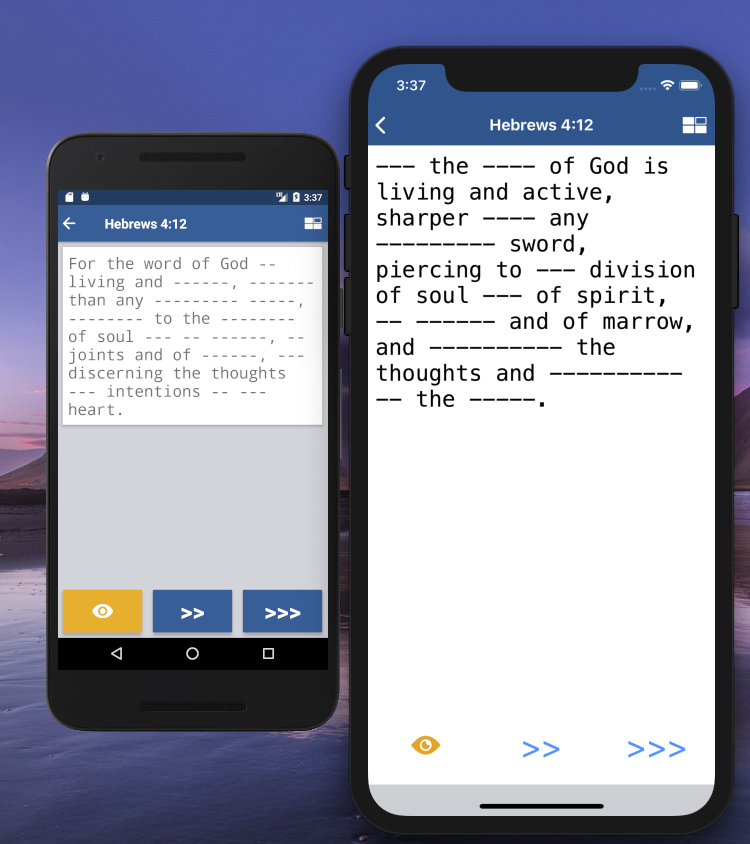 3:37
Hebrews 4:12
For the word of God --
living and ------, -------
than any --------- -----,
-------- to the --------
of soul --- -- ------, --
joints and of ------, ---
discerning the thoughts
--- intentions -- ---
heart.
>>
>>>
3:37
Hebrews 4:12
--- the ---- of God is
living and active,
sharper ---- any
--------- sword,
piercing to --- division
of soul --- of spirit,
-- ------ and of marrow,
and ---------- the
thoughts and ----------
-- the -----.
>>
>>>